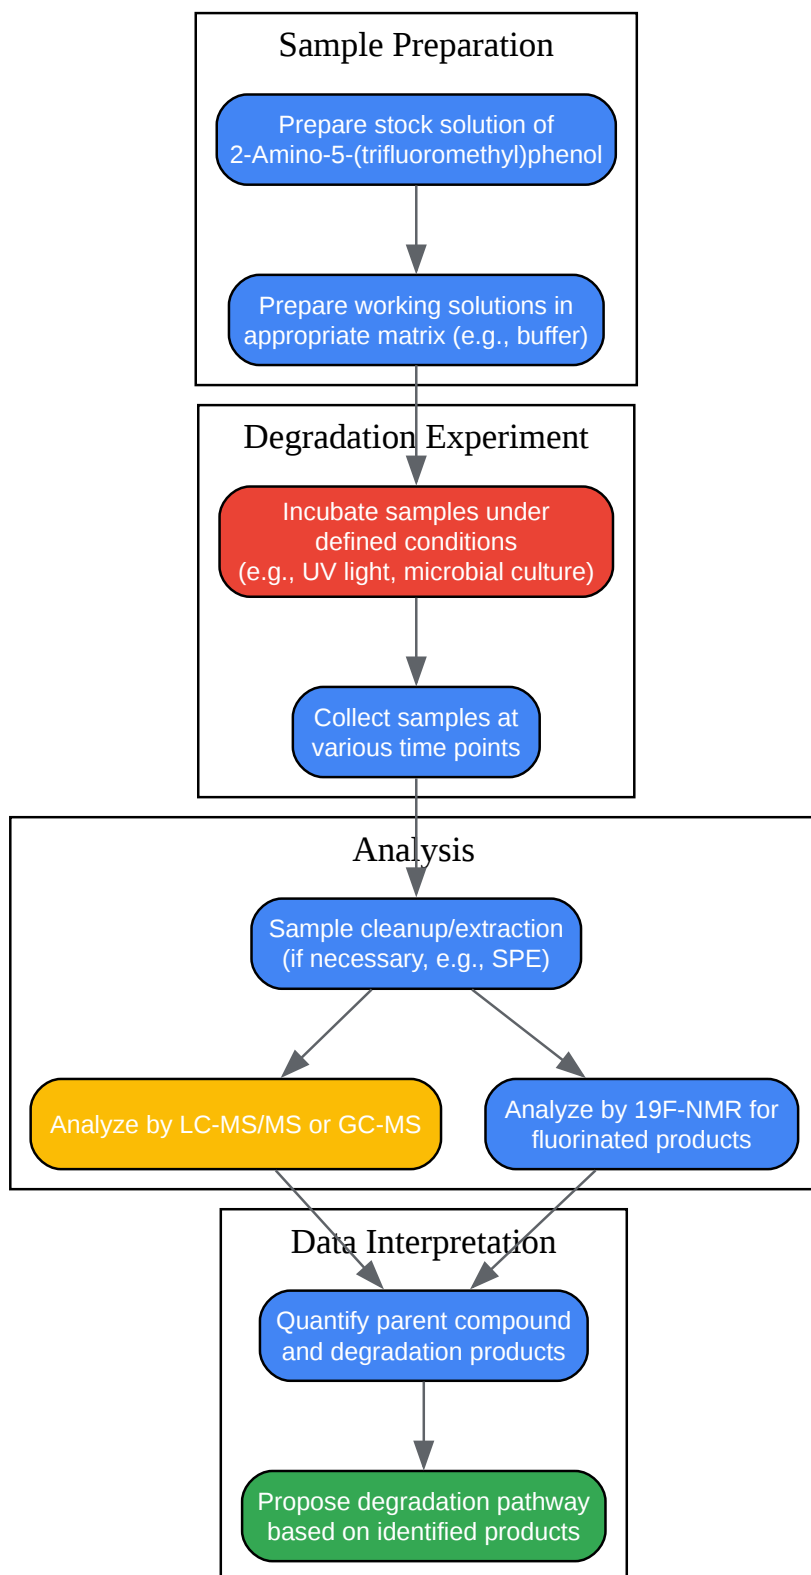 Sample Preparation
Prepare stock solution of
2-Amino-5-(trifluoromethyl)phenol
Prepare working solutions in
appropriate matrix (e.g., buffer)
Degradation Experiment
Incubate samples under
defined conditions
(e.g., UV light, microbial culture)
Collect samples at
various time points
Analysis
Sample cleanup/extraction
(if necessary, e.g., SPE)
Analyze by LC-MS/MS or GC-MS
Analyze by 19F-NMR for
fluorinated products
Data Interpretation
Quantify parent compound
and degradation products
Propose degradation pathway
based on identified products